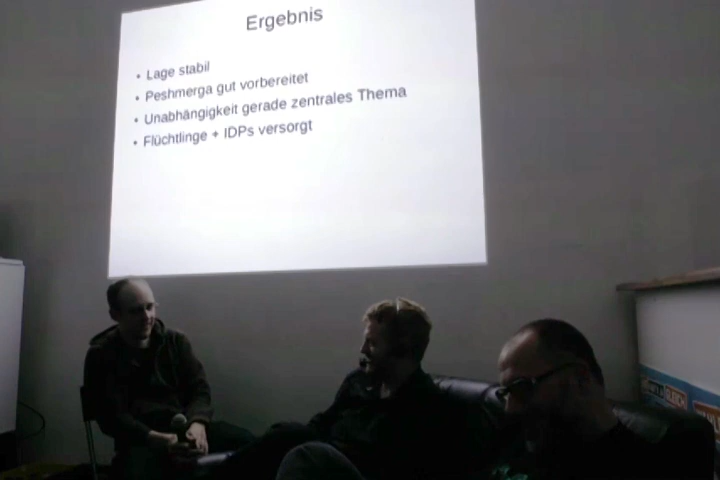 Ergebnis
• Lage stabil
• Peshmerga gut vorbereitet
• Unabhängigkeit gerade zentrales Thema
• Flüchtlinge + IDPs versorgt